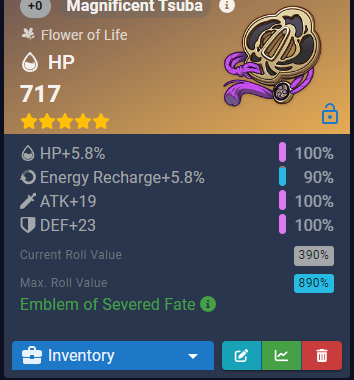 +0 Magnificent Tsuba i
Flower of Life
HP
717
HP+5.8% 100%
Energy Recharge+5.8% 90%
ATK+19 100%
DEF+23 100%
Current Roll Value 390%
Max. Roll Value 890%
Emblem of Severed Fate i
Inventory